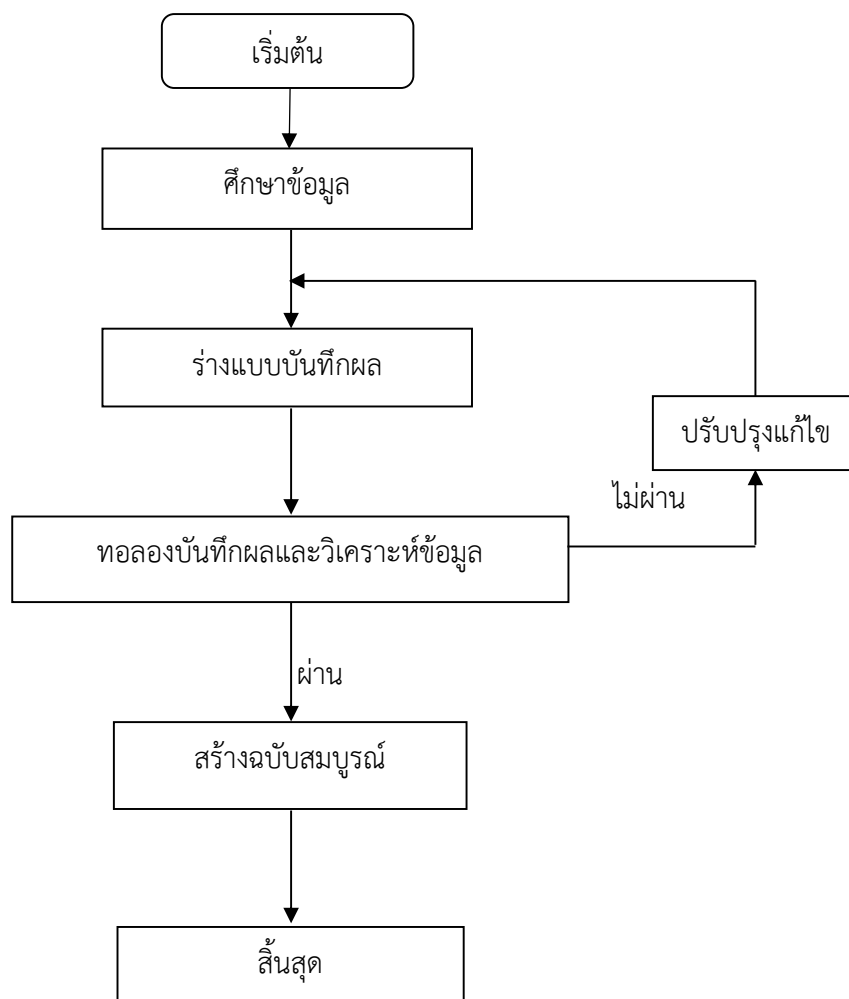 เริ่มต้น
ศึกษาข้อมูล
ร่างแบบบันทึกผล
ปรับปรุงแก้ไข
ไม่ผ่าน
ทอลองบันทึกผลและวิเคราะห์ข้อมูล
ผ่าน
สร้างฉบับสมบูรณ์
สิ้นสุด